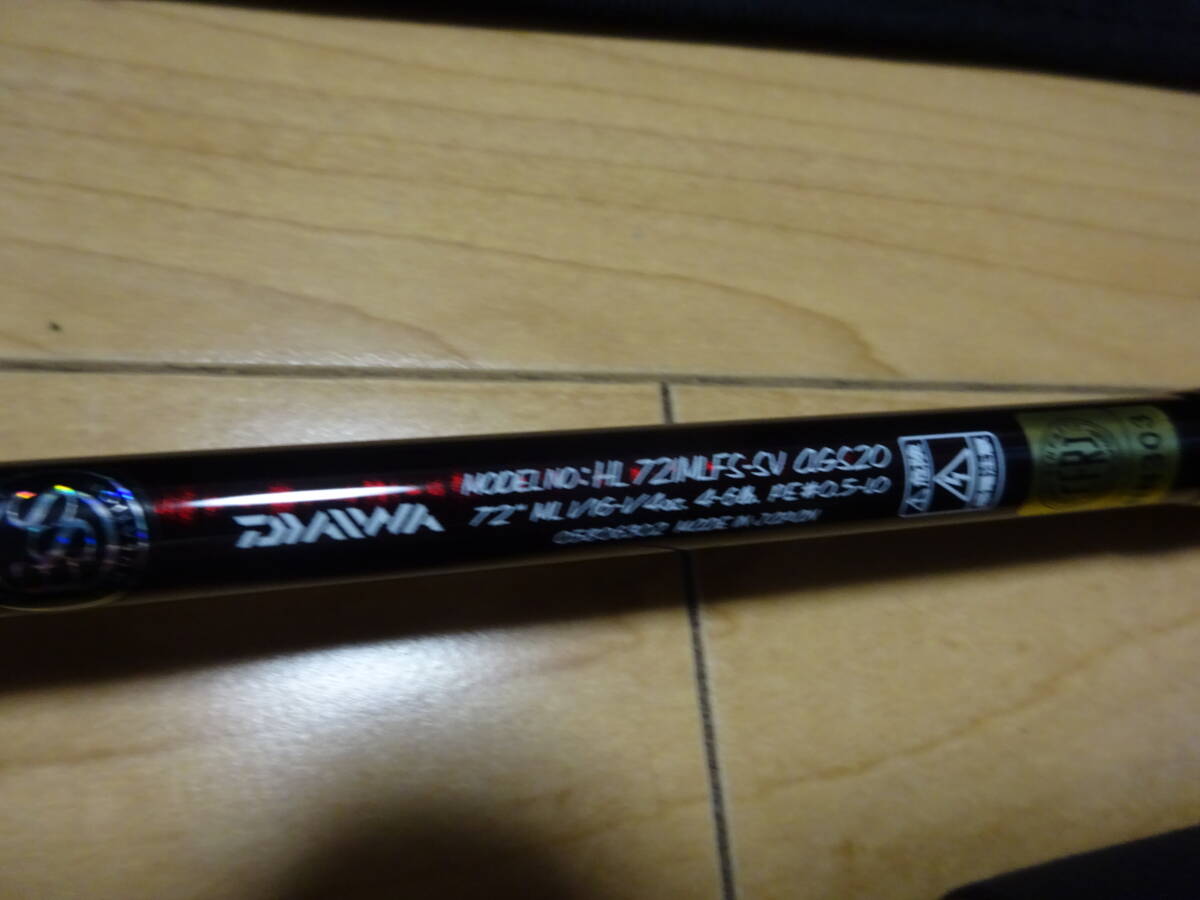 DAIWA
MODEL NO.: HL 721MLFS-SV AGS20
7'2" ML 1/16-1/4oz. 4-6lb. PE#0.5-1.0
MADE IN JAPAN